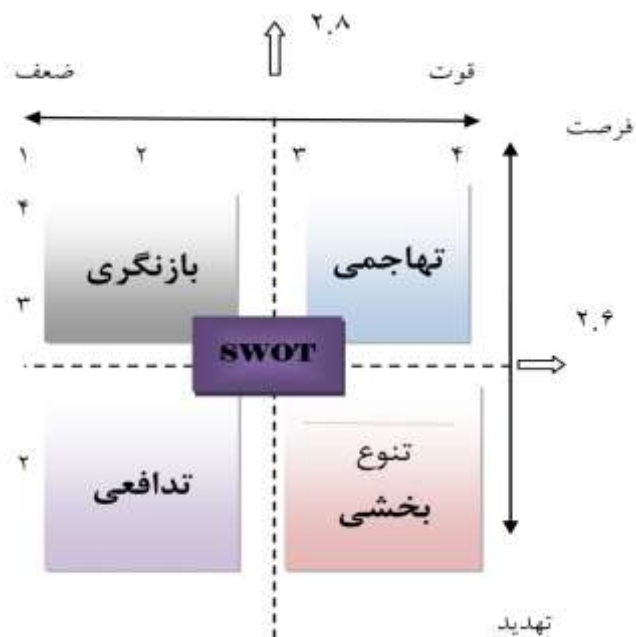 ۲.۸
قوت
ضعف
فرصت
۱
۲
۳
۴
۴
تهاجمی
بازنگری
۳
۲.۶
SWOT
تنوع
بخشی
تدافعی
۲
تهدید